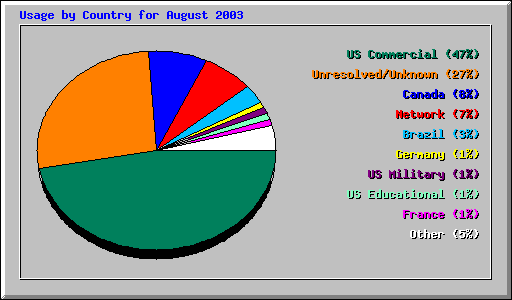 Usage by Country for August 2003
US Commercial (47%)
Unresolved/Unknown (27%)
Canada (8%)
Network (7%)
Brazil (3%)
Germany (1%)
US Military (1%)
US Educational (1%)
France (1%)
Other (5%)